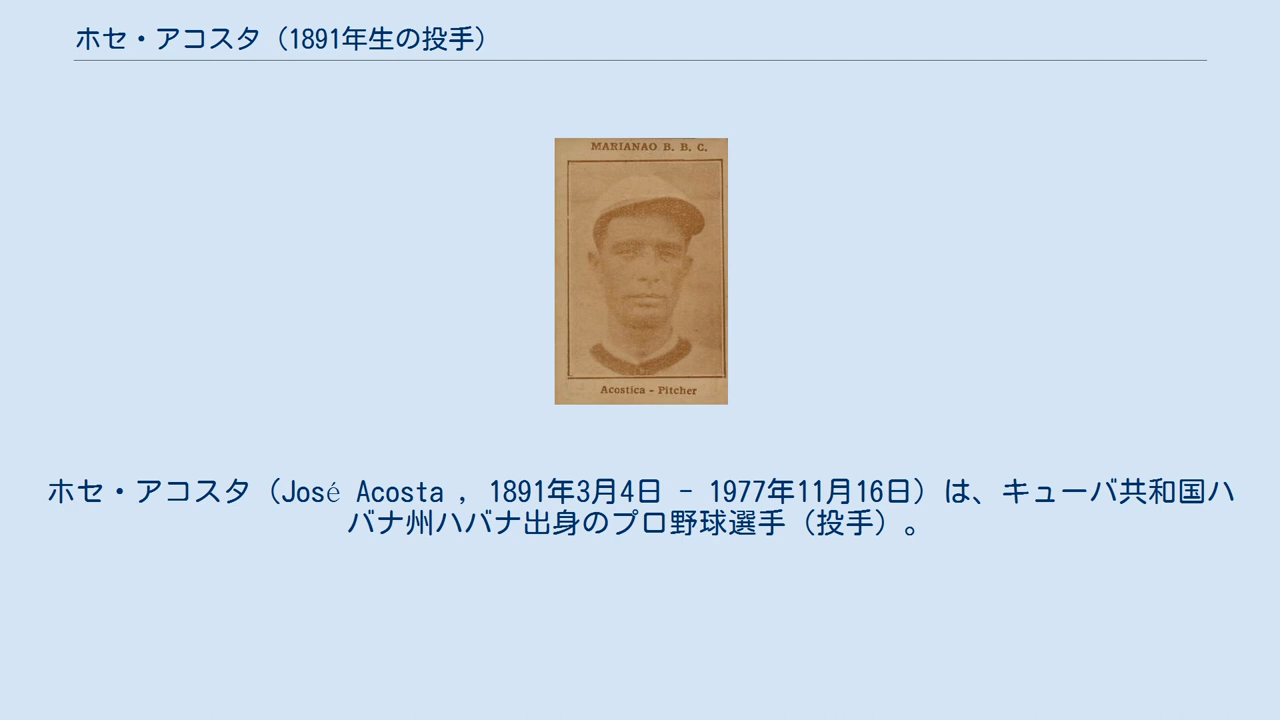 ホセ・アコスタ（1891年生の投手）
MARIANAO B. B. C.
Acostica - Pitcher
ホセ・アコスタ（José Acosta , 1891年3月4日 - 1977年11月16日）は、キューバ共和国ハ
バナ州ハバナ出身のプロ野球選手（投手）。